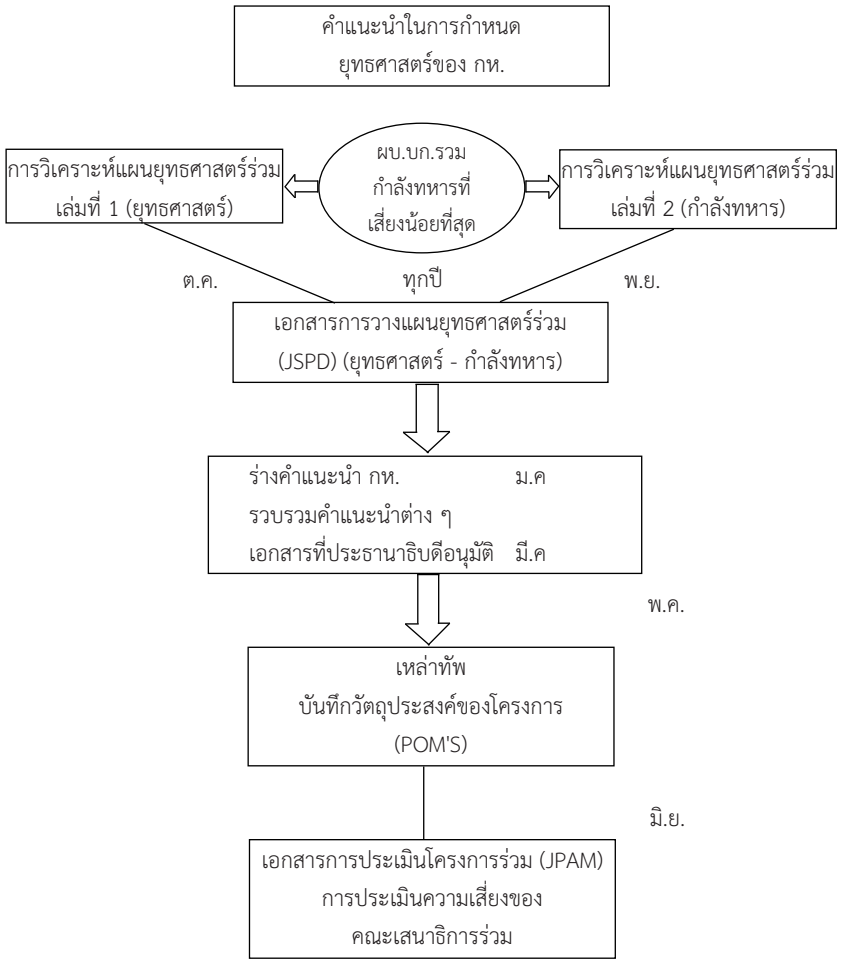 คำแนะนำในการกำหนด
ยุทธศาสตร์ของ กห.
ผบ.บก.รวม
กำลังทหารที่
เสี่ยงน้อยที่สุด
การวิเคราะห์แผนยุทธศาสตร์ร่วม
เล่มที่ 1 (ยุทธศาสตร์)
การวิเคราะห์แผนยุทธศาสตร์ร่วม
เล่มที่ 2 (กำลังทหาร)
ต.ค.
ทุกปี
พ.ย.
เอกสารการวางแผนยุทธศาสตร์ร่วม
(JSPD) (ยุทธศาสตร์ - กำลังทหาร)
ร่างคำแนะนำ กห. ม.ค
รวบรวมคำแนะนำต่าง ๆ
เอกสารที่ประธานาธิบดีอนุมัติ มี.ค
พ.ค.
เหล่าทัพ
บันทึกวัตถุประสงค์ของโครงการ
(POM'S)
มิ.ย.
เอกสารการประเมินโครงการร่วม (JPAM)
การประเมินความเสี่ยงของ
คณะเสนาธิการร่วม